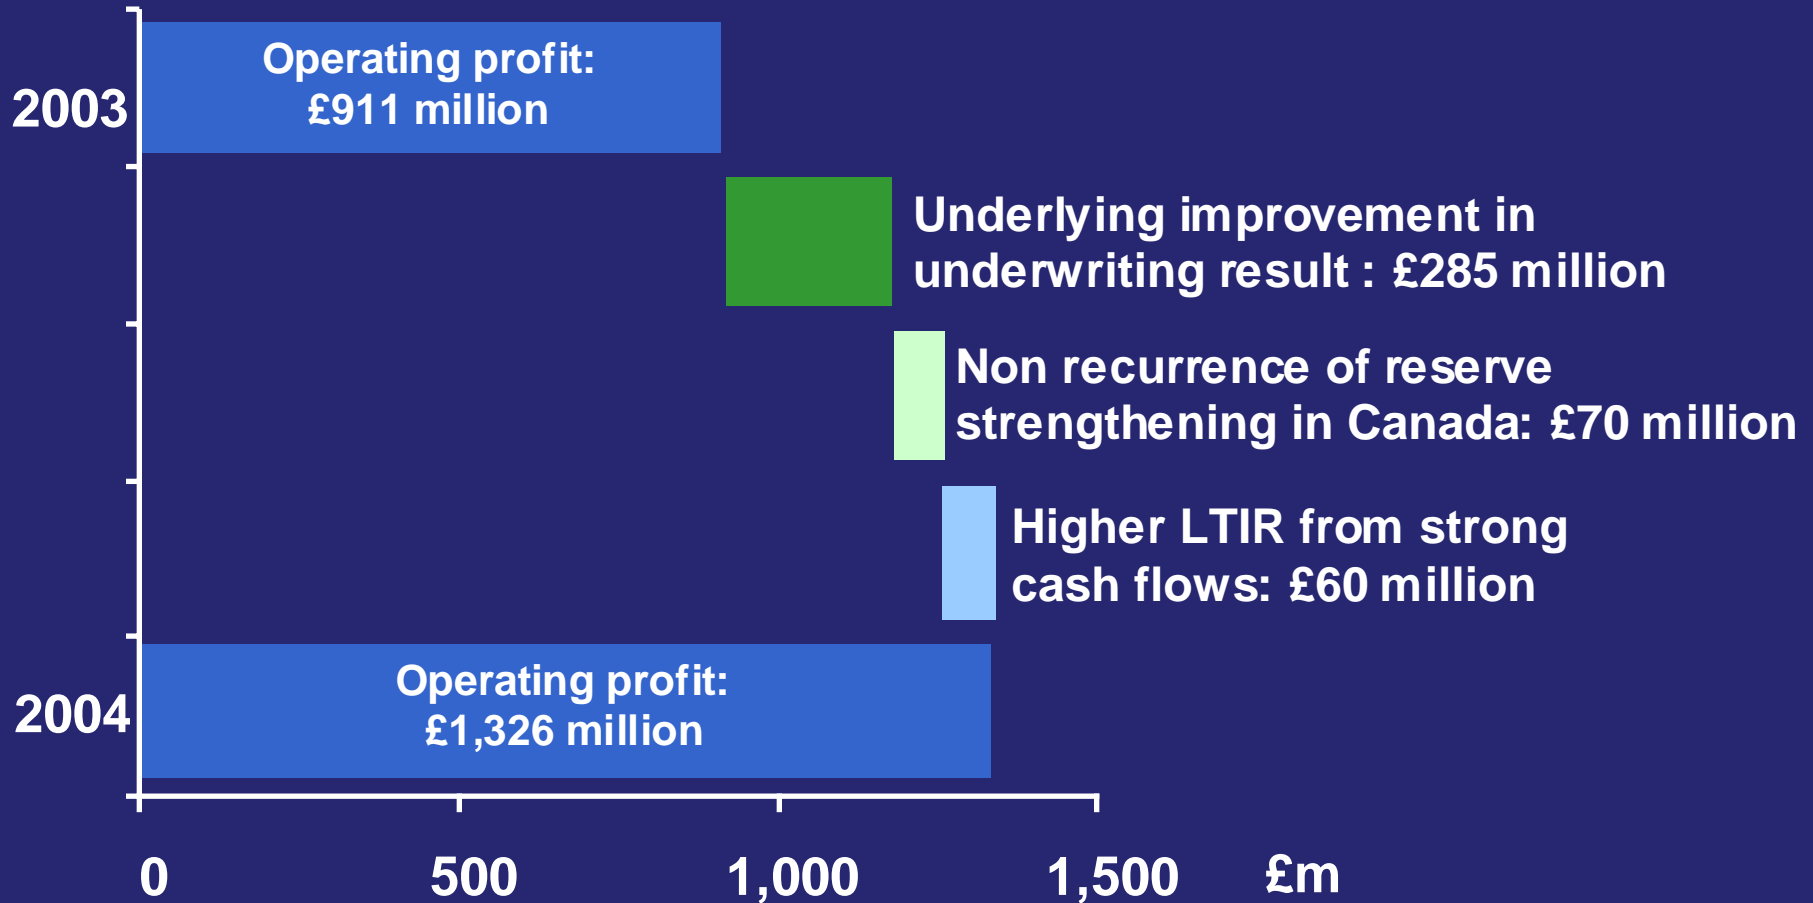 Operating profit:
£911 million
2003
Underlying improvement in
underwriting result : £285 million
Non recurrence of reserve
strengthening in Canada: £70 million
Higher LTIR from strong
cash flows: £60 million
Operating profit:
£1,326 million
2004
0 500 1,000 1,500 £m